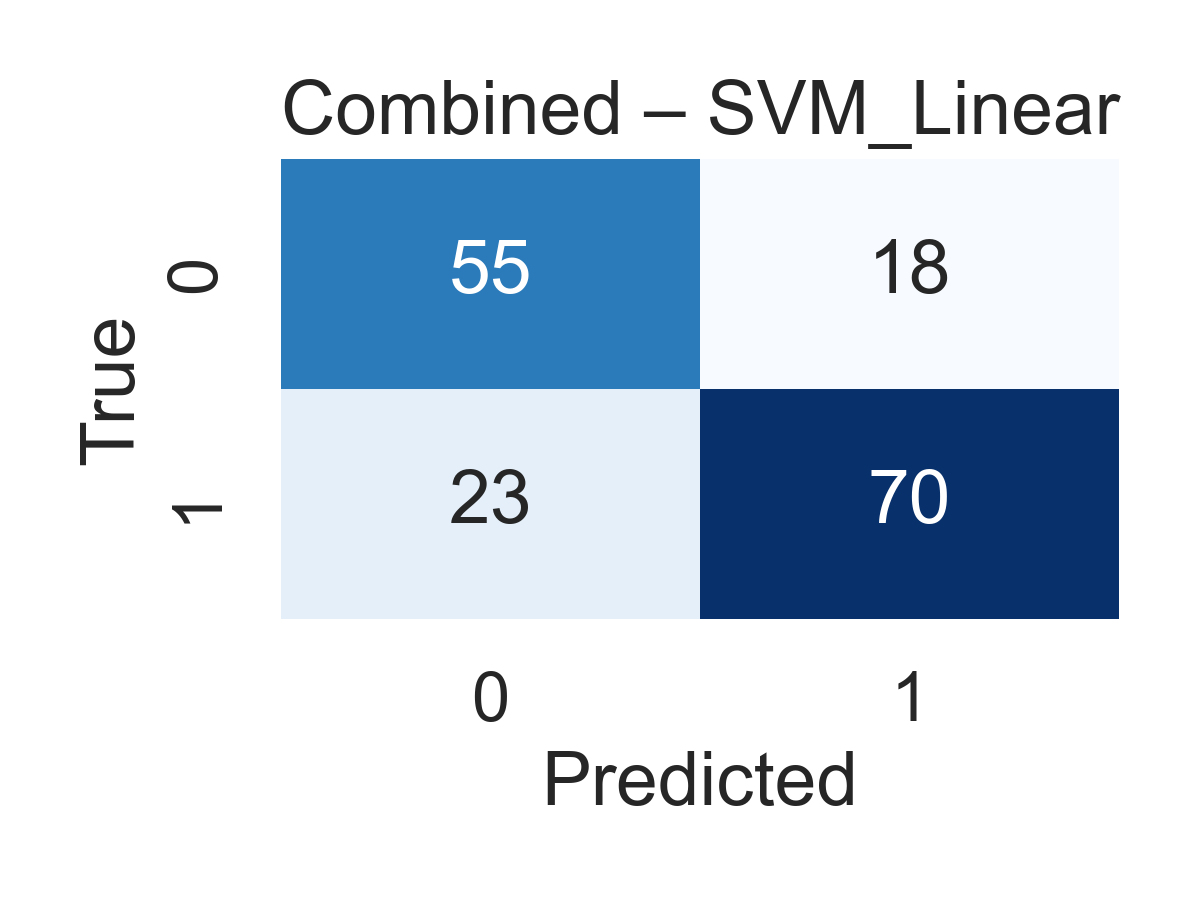 Combined – SVM_Linear
True
0
55
18
1
23
70
0
1
Predicted